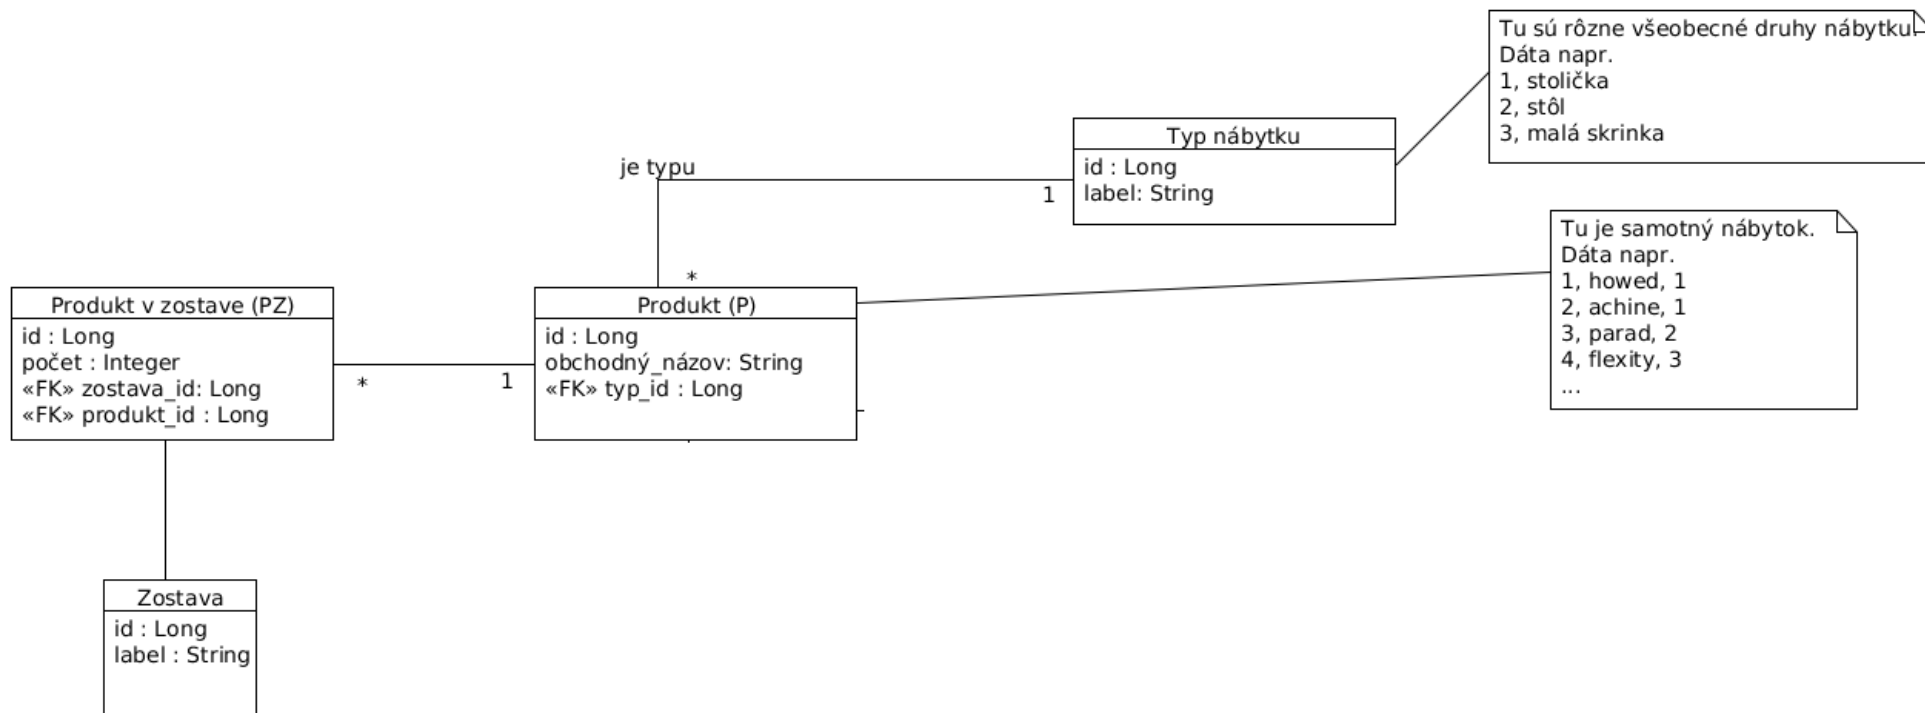 Tu sú rôzne všeobecné druhy nábytku.
Dáta napr.
1, stolička
2, stôl
3, malá skrinka
Typ nábytku
id : Long
label: String
je typu
1
*
Tu je samotný nábytok.
Dáta napr.
1, howed, 1
2, achine, 1
3, parad, 2
4, flexity, 3
...
Produkt v zostave (PZ)
id : Long
počet : Integer
«FK» zostava_id: Long
«FK» produkt_id : Long
*
1
Produkt (P)
id : Long
obchodný_názov: String
«FK» typ_id : Long
Zostava
id : Long
label : String